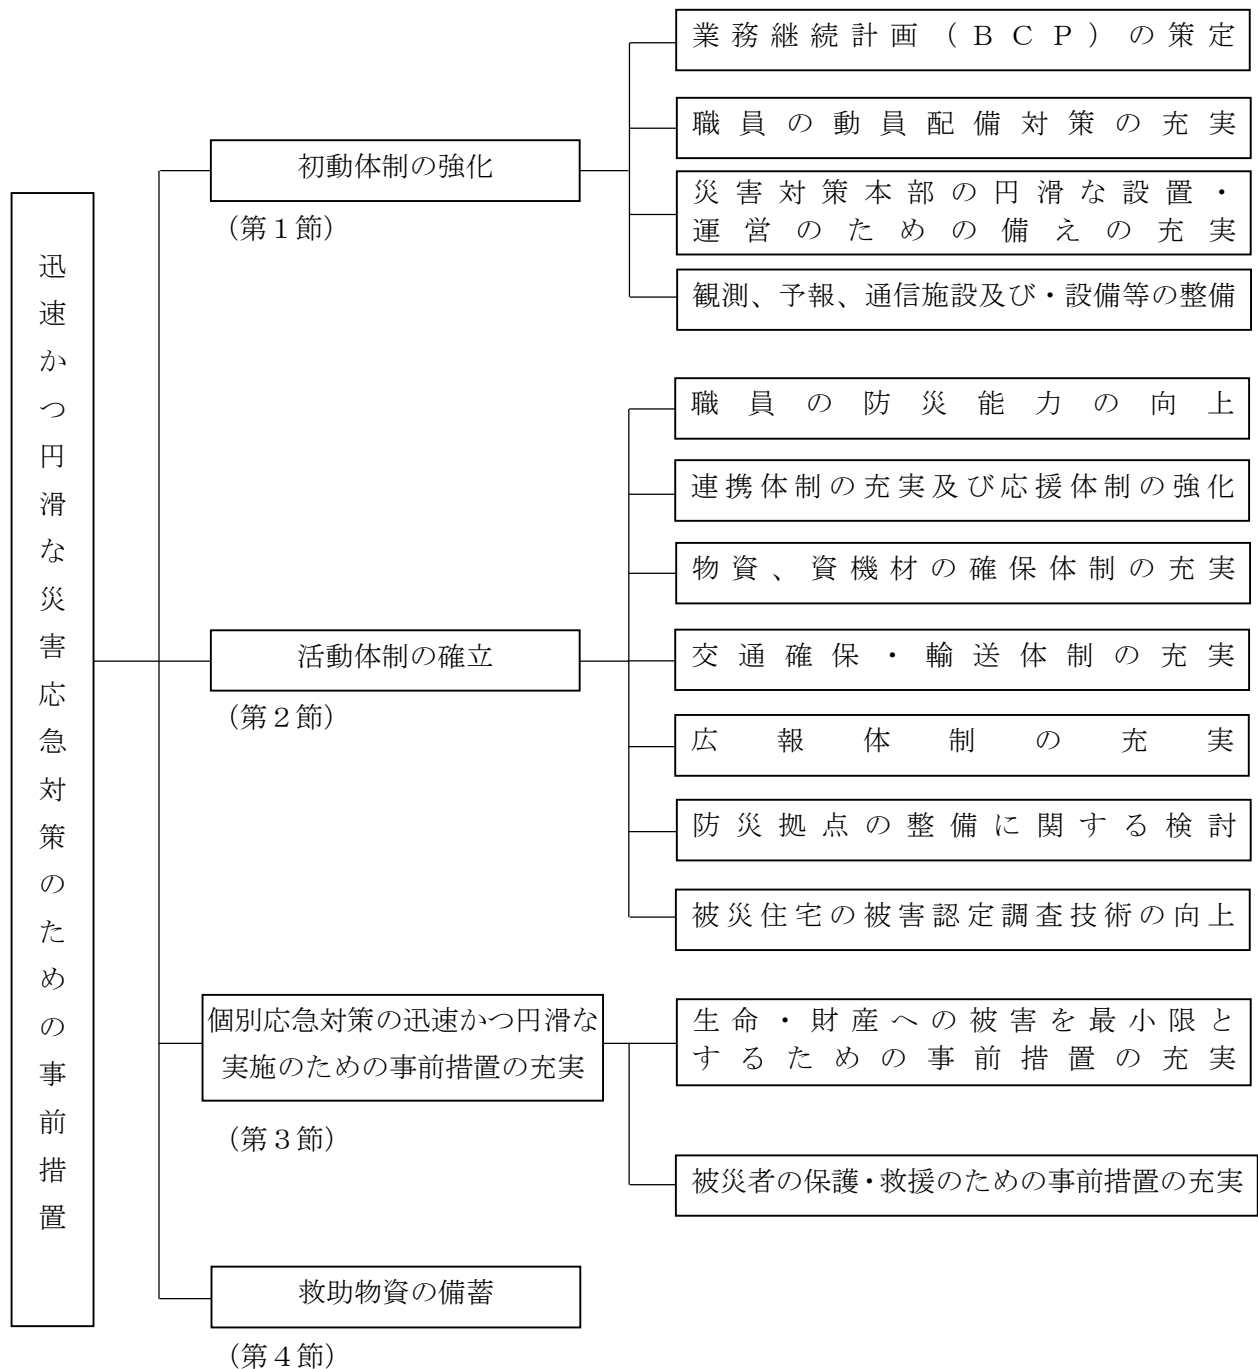 迅速かつ円滑な災害応急対策のための事前措置
初動体制の強化
（第１節）
業務継続計画（ＢＣＰ）の策定
職員の動員配備対策の充実
災害対策本部の円滑な設置・
運営のための備えの充実
観測、予報、通信施設及び・設備等の整備
活動体制の確立
（第２節）
職員の防災能力の向上
連携体制の充実及び応援体制の強化
物資、資機材の確保体制の充実
交通確保・輸送体制の充実
広報体制の充実
防災拠点の整備に関する検討
被災住宅の被害認定調査技術の向上
個別応急対策の迅速かつ円滑な
実施のための事前措置の充実
（第３節）
生命・財産への被害を最小限と
するための事前措置の充実
被災者の保護・救援のための事前措置の充実
救助物資の備蓄
（第４節）